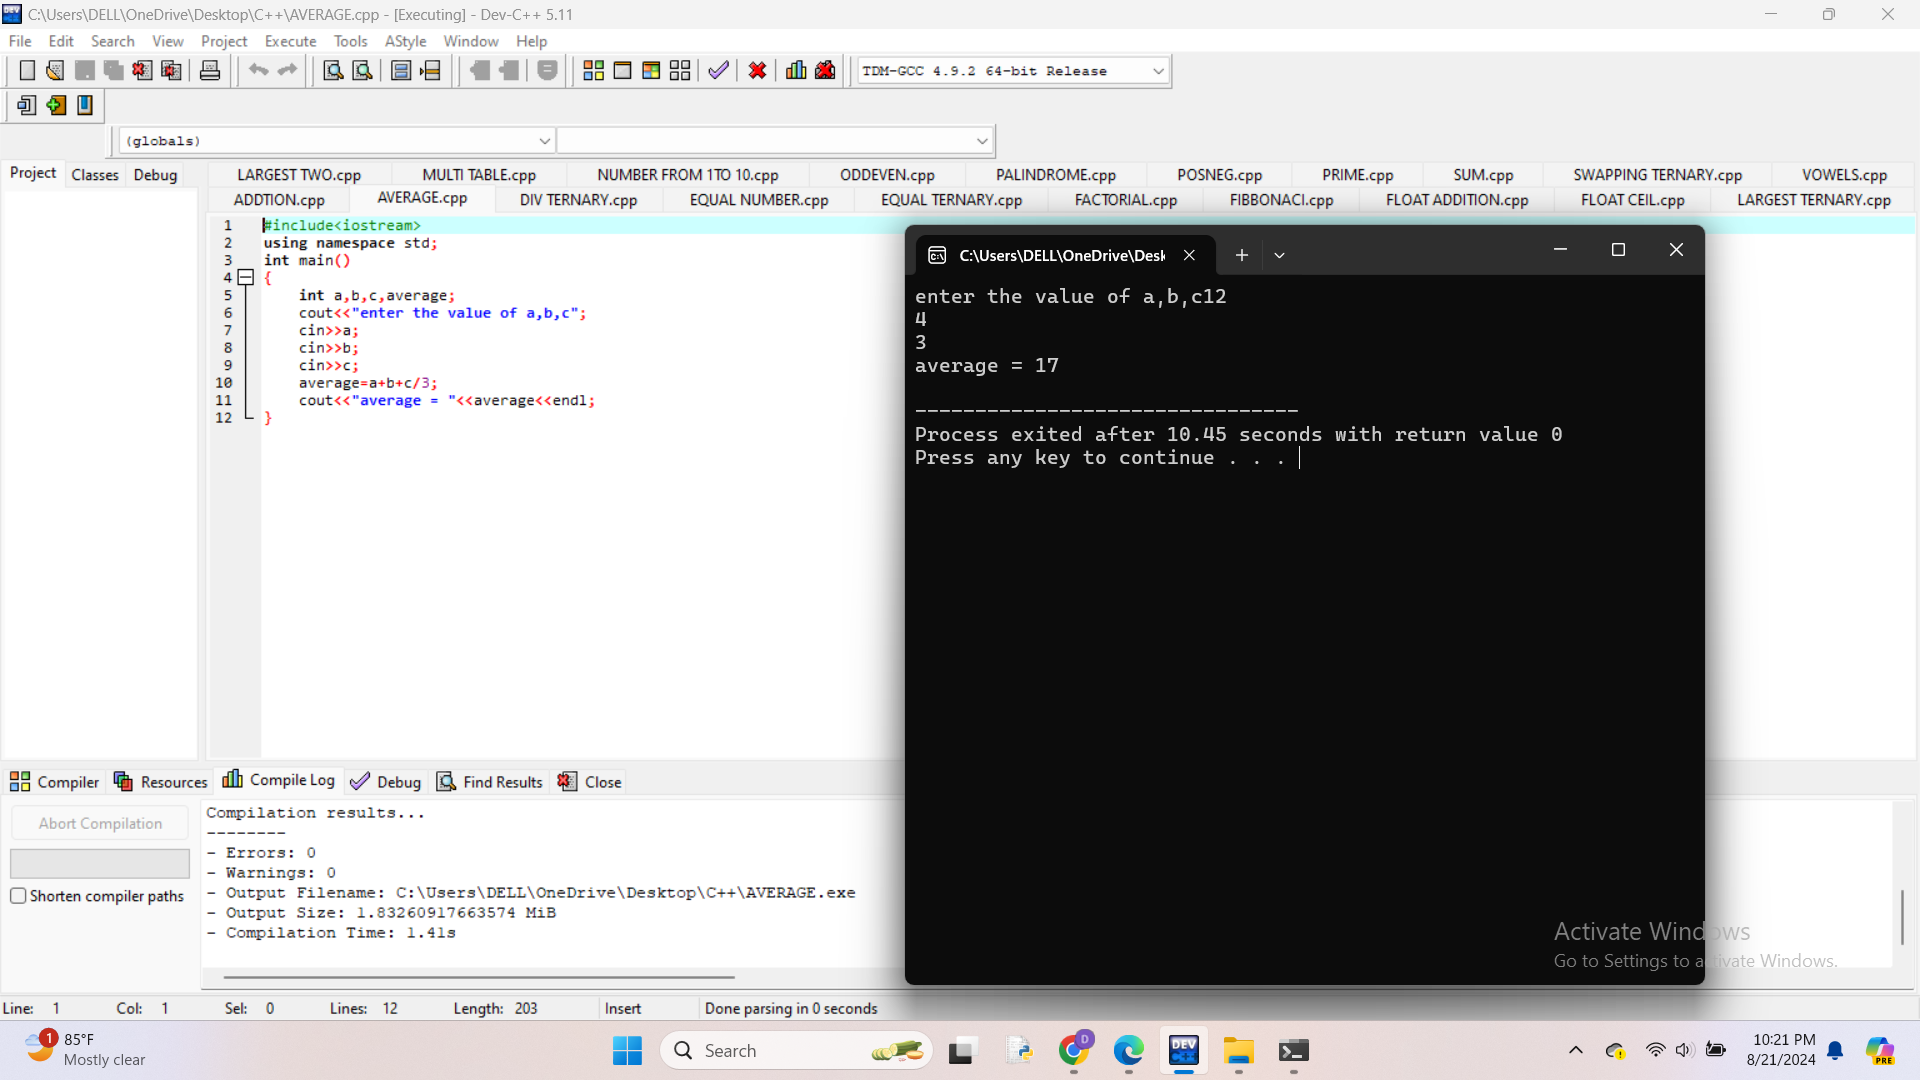 C:\Users\DELL\OneDrive\Desktop\C++\AVERAGE.cpp - [Executing] - Dev-C++ 5.11
File Edit Search View Project Execute Tools AStyle Window Help
TDM-GCC 4.9.2 64-bit Release
(globals)
Project Classes Debug
LARGEST TWO.cpp MULTI TABLE.cpp NUMBER FROM 1TO 10.cpp ODDEVEN.cpp PALINDROME.cpp POSNEG.cpp PRIME.cpp SUM.cpp SWAPPING TERNARY.cpp VOWELS.cpp
ADDTION.cpp AVERAGE.cpp DIV TERNARY.cpp EQUAL NUMBER.cpp EQUAL TERNARY.cpp FACTORIAL.cpp FIBBONACI.cpp FLOAT ADDITION.cpp FLOAT CEIL.cpp LARGEST TERNARY.cpp
1 #include<iostream>
2 using namespace std;
3 int main()
4 {
5 int a,b,c,average;
6 cout<<"enter the value of a,b,c";
7 cin>>a;
8 cin>>b;
9 cin>>c;
10 average=a+b+c/3;
11 cout<<"average = "<<average<<endl;
12 }
C:\Users\DELL\OneDrive\Desk
enter the value of a,b,c12
4
3
average = 17
--------------------------------
Process exited after 10.45 seconds with return value 0
Press any key to continue . . .
Compiler Resources Compile Log Debug Find Results Close
Abort Compilation
Shorten compiler paths
Compilation results...
--------
- Errors: 0
- Warnings: 0
- Output Filename: C:\Users\DELL\OneDrive\Desktop\C++\AVERAGE.exe
- Output Size: 1.83260917663574 MiB
- Compilation Time: 1.41s
Activate Windows
Go to Settings to activate Windows.
Line: 1 Col: 1 Sel: 0 Lines: 12 Length: 203 Insert Done parsing in 0 seconds
1
85°F
Mostly clear
Search
D
DEV
C++
10:21 PM
8/21/2024
PRE